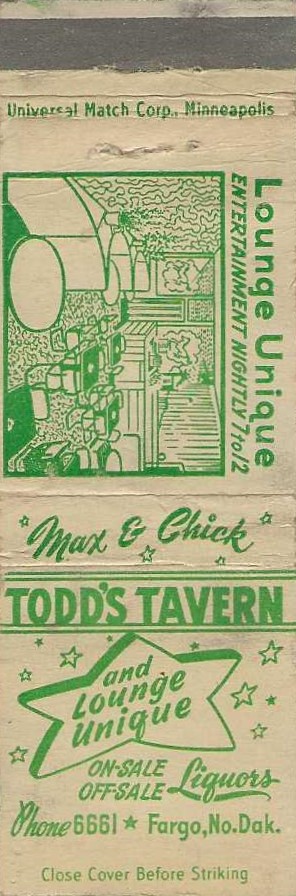 Universal Match Corp., Minneapolis
Lounge Unique
ENTERTAINMENT NIGHTLY 7 to 12
Max & Chick
TODD'S TAVERN
and
Lounge
Unique
ON-SALE
OFF-SALE Liquors
Phone 6661 ★ Fargo, No. Dak.
Close Cover Before Striking